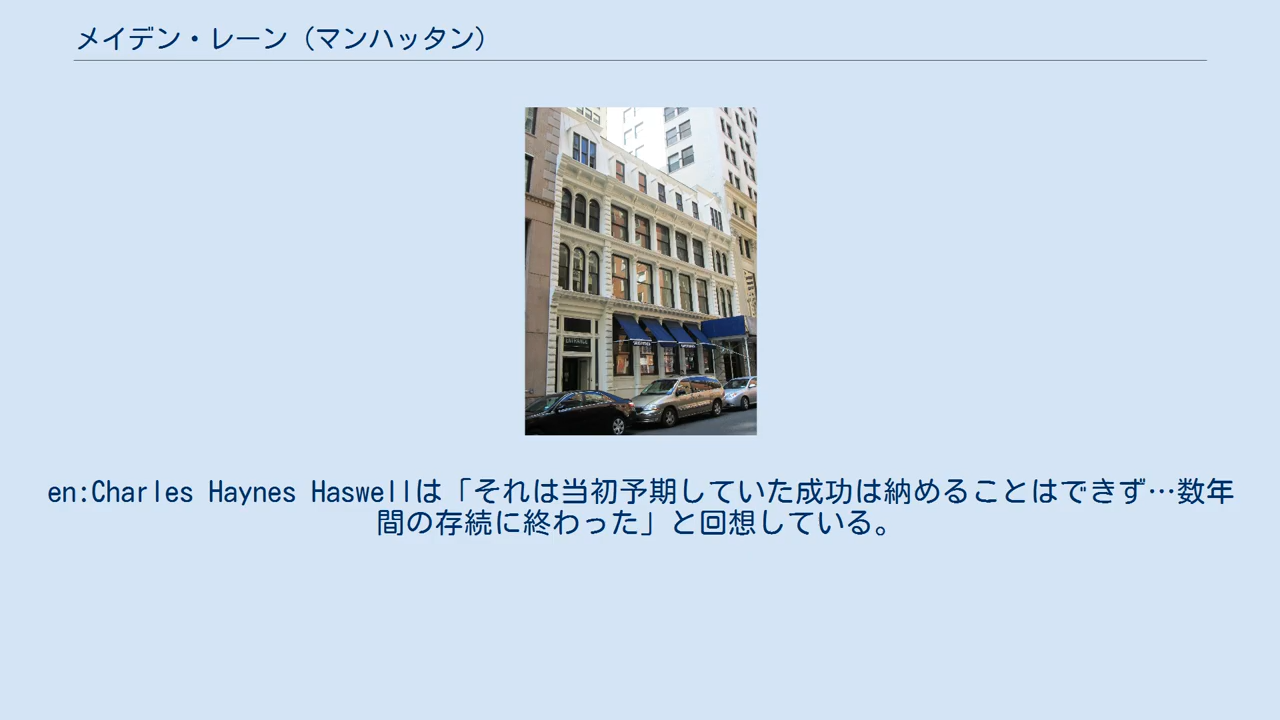 メイデン・レーン（マンハッタン）
en:Charles Haynes Haswellは「それは当初予期していた成功は納めることはできず…数年
間の存続に終わった」と回想している。